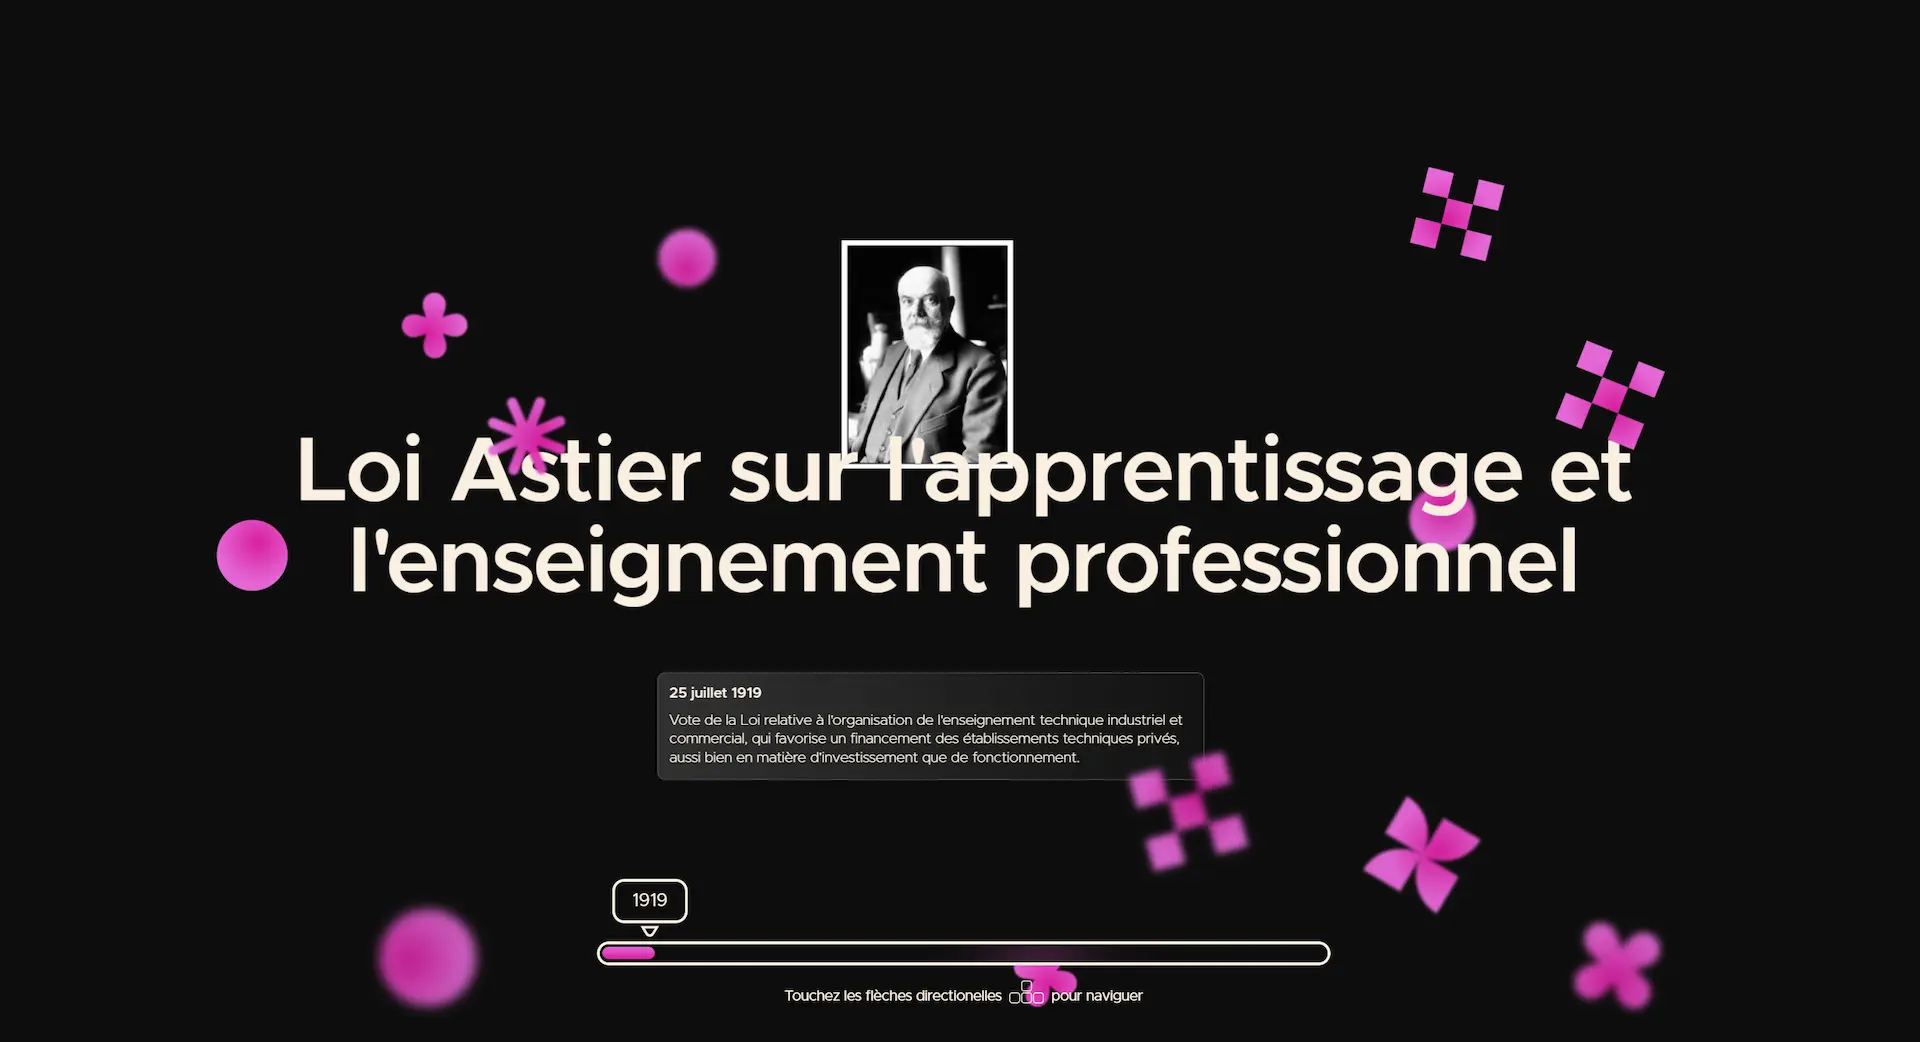 Loi Astier sur l'apprentissage et
l'enseignement professionnel
25 juillet 1919
Vote de la Loi relative à l'organisation de l'enseignement technique industriel et
commercial, qui favorise un financement des établissements techniques privés,
aussi bien en matière d'investissement que de fonctionnement.
1919
Touchez les flèches directionelles pour naviguer